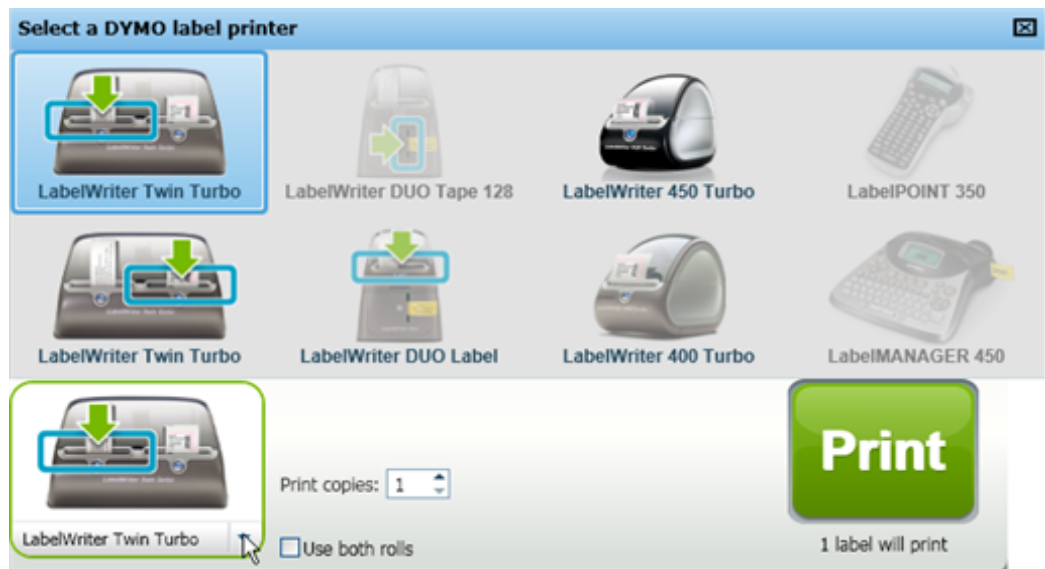 Select a DYMO label printer
LabelWriter Twin Turbo
LabelWriter DUO Tape 128
LabelWriter 450 Turbo
LabelPOINT 350
LabelWriter Twin Turbo
LabelWriter DUO Label
LabelWriter 400 Turbo
LabelMANAGER 450
Print copies: 1
Print
LabelWriter Twin Turbo
Use both rolls
1 label will print